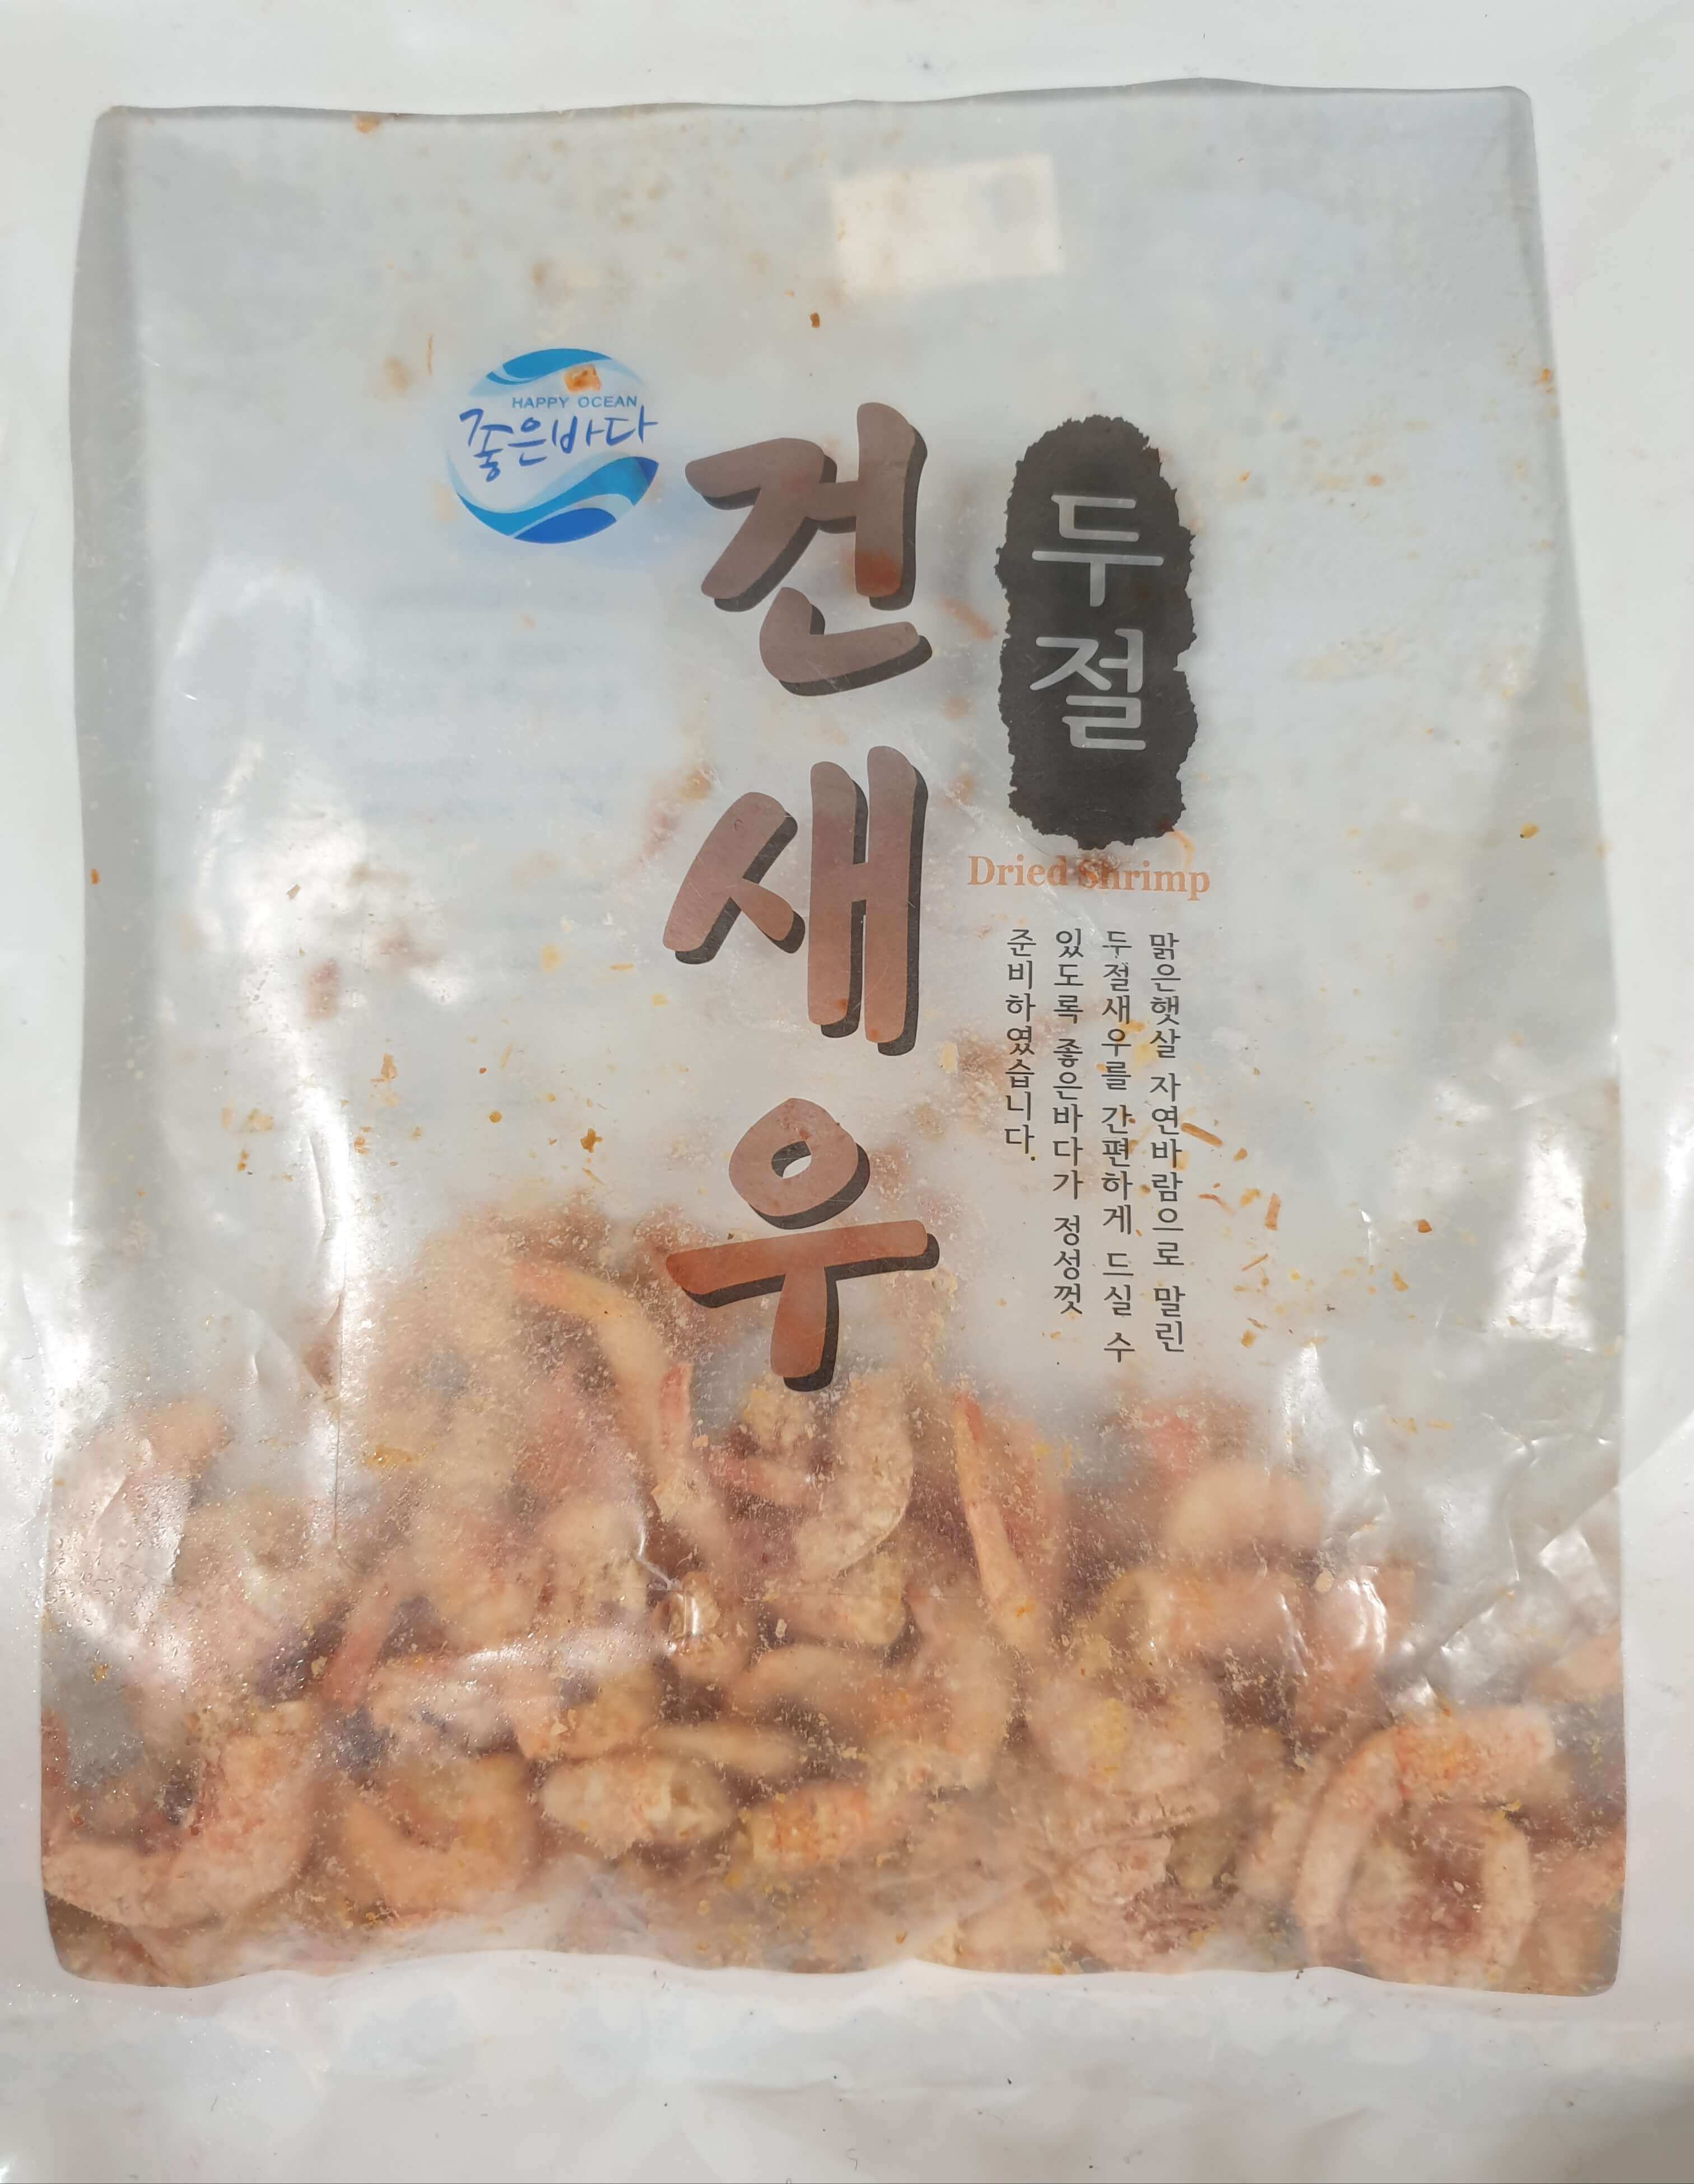 HAPPY OCEAN
좋은바다
두절
건새우
Dried Shrimp
맑은햇살 자연바람으로 말린
두절새우를 간편하게 드실 수
있도록 좋은바다가 정성껏
준비하였습니다.